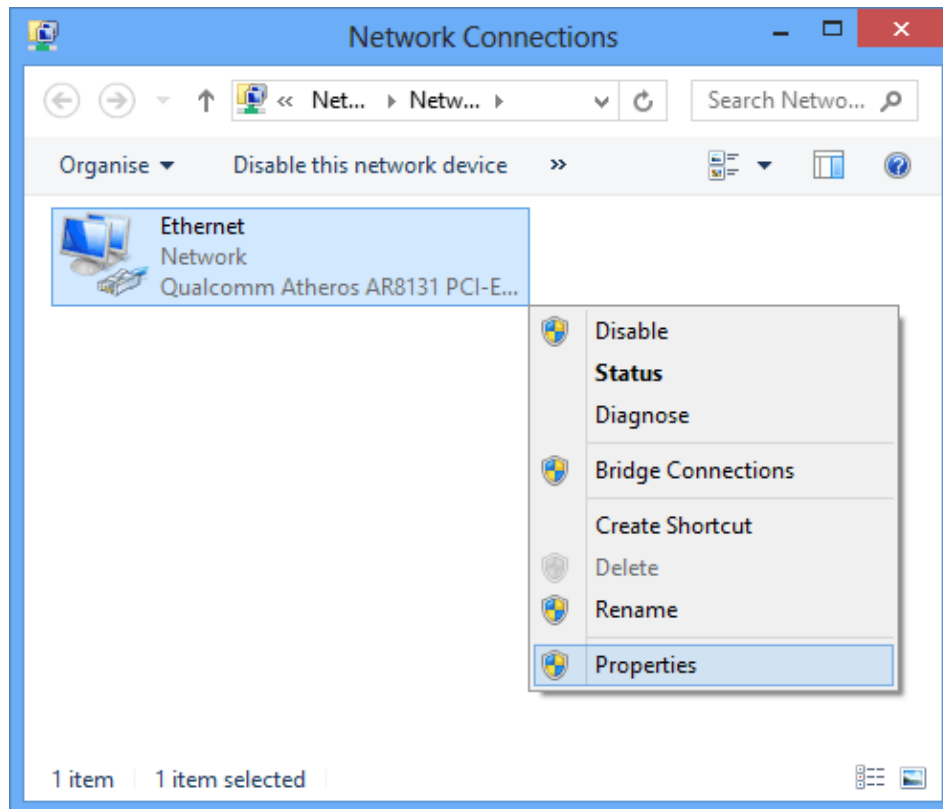 Network Connections
« Net... Netw...
Search Netwo...
Organise
Disable this network device
»
Ethernet
Network
Qualcomm Atheros AR8131 PCI-E...
Disable
Status
Diagnose
Bridge Connections
Create Shortcut
Delete
Rename
Properties
1 item 1 item selected